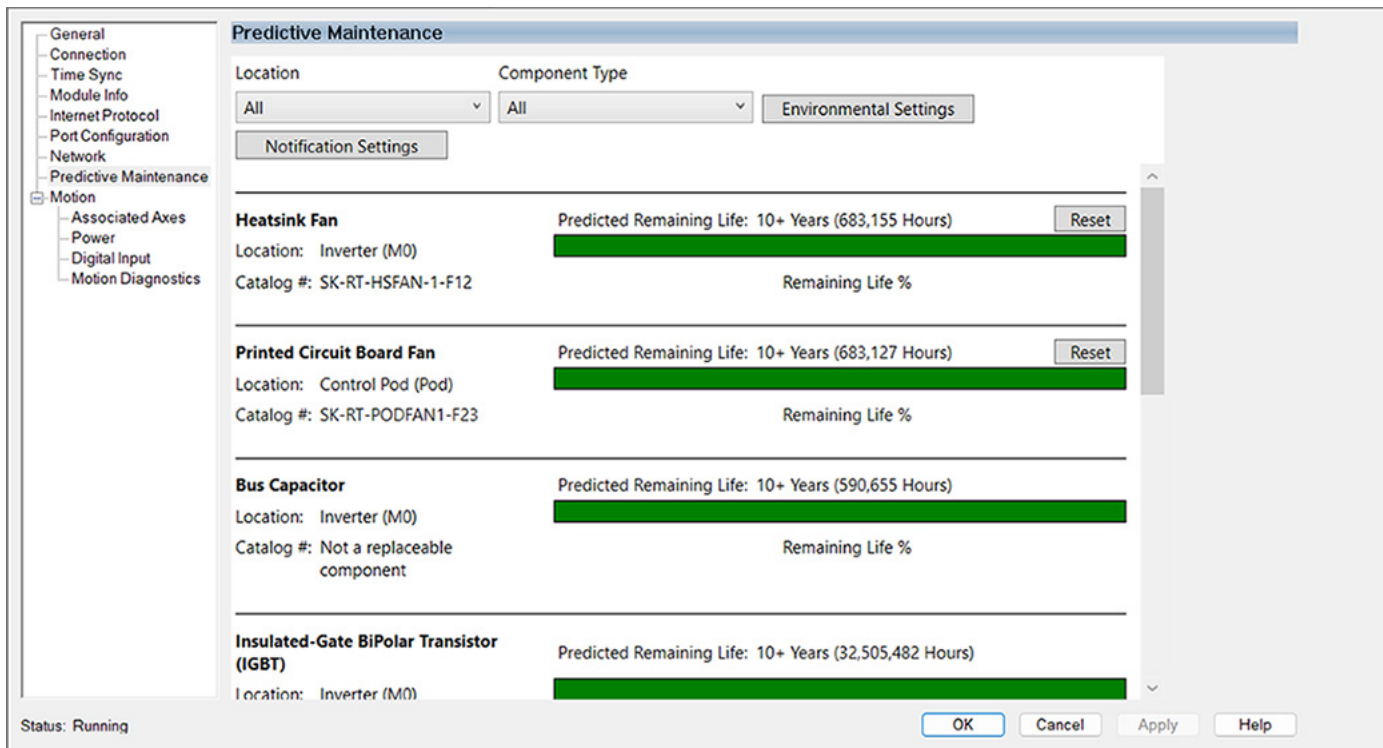 General
Connection
Time Sync
Module Info
Internet Protocol
Port Configuration
Network
Predictive Maintenance
Motion
Associated Axes
Power
Digital Input
Motion Diagnostics
Predictive Maintenance
Location
Component Type
All
All
Environmental Settings
Notification Settings
Heatsink Fan
Predicted Remaining Life: 10+ Years (683,155 Hours)
Reset
Location: Inverter (M0)
Catalog #: SK-RT-HSFAN-1-F12
Remaining Life %
Printed Circuit Board Fan
Predicted Remaining Life: 10+ Years (683,127 Hours)
Reset
Location: Control Pod (Pod)
Catalog #: SK-RT-PODFAN1-F23
Remaining Life %
Bus Capacitor
Predicted Remaining Life: 10+ Years (590,655 Hours)
Location: Inverter (M0)
Catalog #: Not a replaceable
component
Remaining Life %
Insulated-Gate BiPolar Transistor
(IGBT)
Predicted Remaining Life: 10+ Years (32,505,482 Hours)
Location: Inverter (M0)
Status: Running
OK
Cancel
Apply
Help